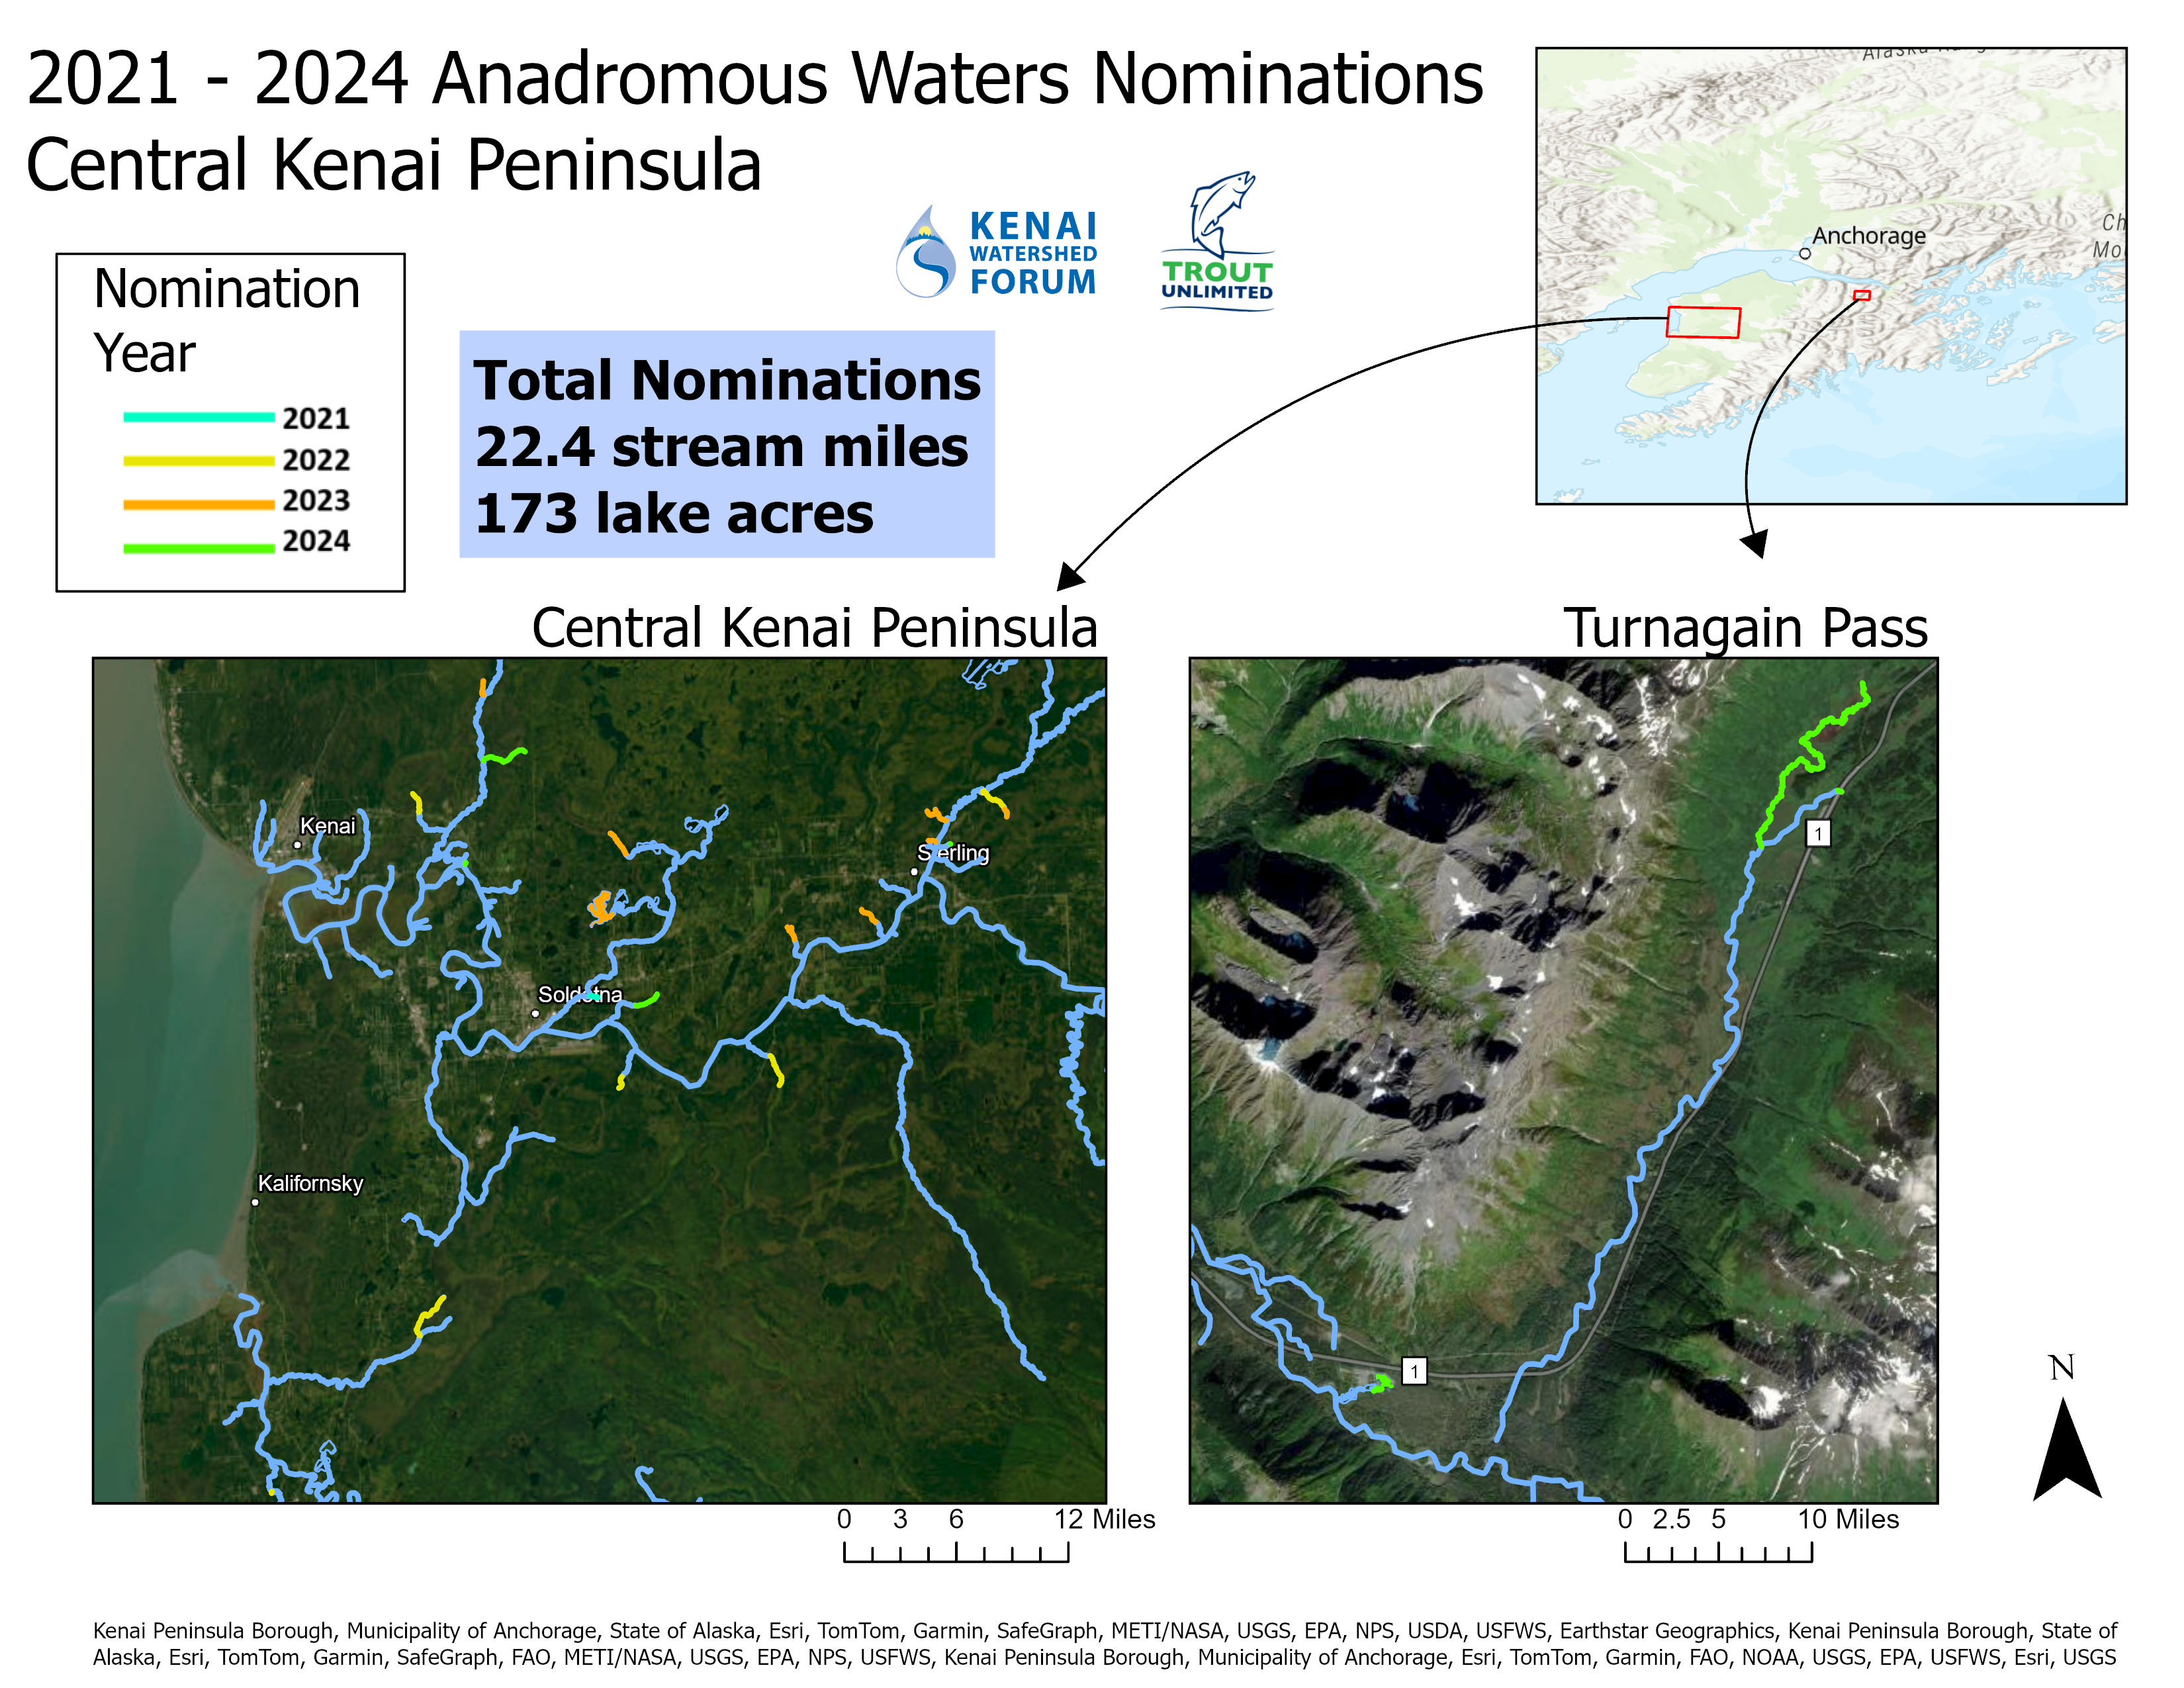 2021 - 2024 Anadromous Waters Nominations
Central Kenai Peninsula
KENAI
WATERSHED
FORUM
TROUT
UNLIMITED
Anchorage
Nomination
Year
2021
2022
2023
2024
Total Nominations
22.4 stream miles
173 lake acres
Central Kenai Peninsula
Turnagain Pass
Kenai
Sterling
Soldotna
Kalifornsky
1
1
N
0 3 6 12 Miles
0 2.5 5 10 Miles
Kenai Peninsula Borough, Municipality of Anchorage, State of Alaska, Esri, TomTom, Garmin, SafeGraph, METI/NASA, USGS, EPA, NPS, USDA, USFWS, Earthstar Geographics, Kenai Peninsula Borough, State of
Alaska, Esri, TomTom, Garmin, SafeGraph, FAO, METI/NASA, USGS, EPA, NPS, USFWS, Kenai Peninsula Borough, Municipality of Anchorage, Esri, TomTom, Garmin, FAO, NOAA, USGS, EPA, USFWS, Esri, USGS